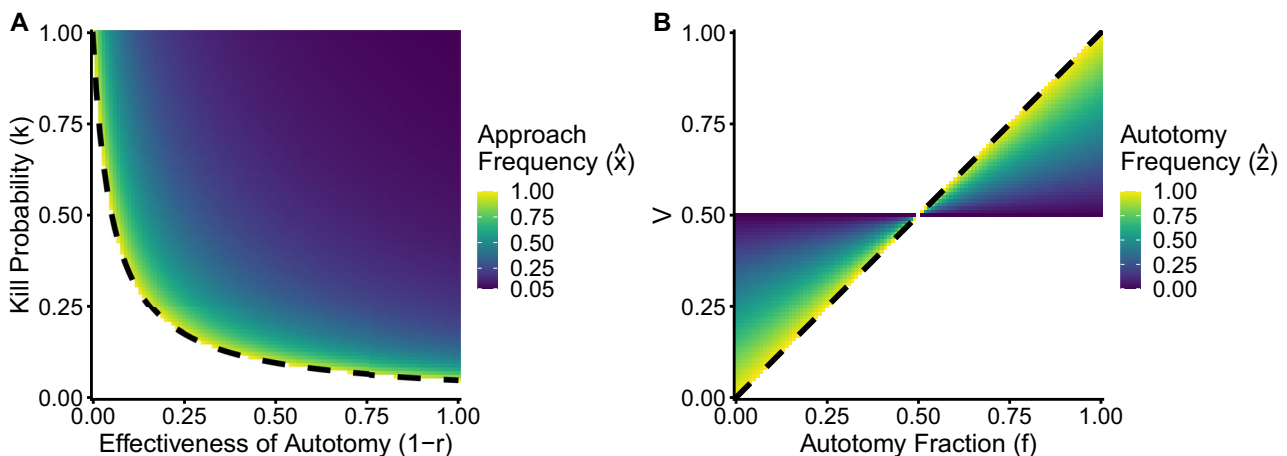 A
1.00
0.75
0.50
0.25
0.00
Kill Probability (k)
0.00 0.25 0.50 0.75 1.00
Effectiveness of Autotomy (1−r)
Approach
Frequency (x̂)
1.00
0.75
0.50
0.25
0.05
B
1.00
0.75
0.50
0.25
0.00
V
0.00 0.25 0.50 0.75 1.00
Autotomy Fraction (f)
Autotomy
Frequency (ẑ)
1.00
0.75
0.50
0.25
0.00